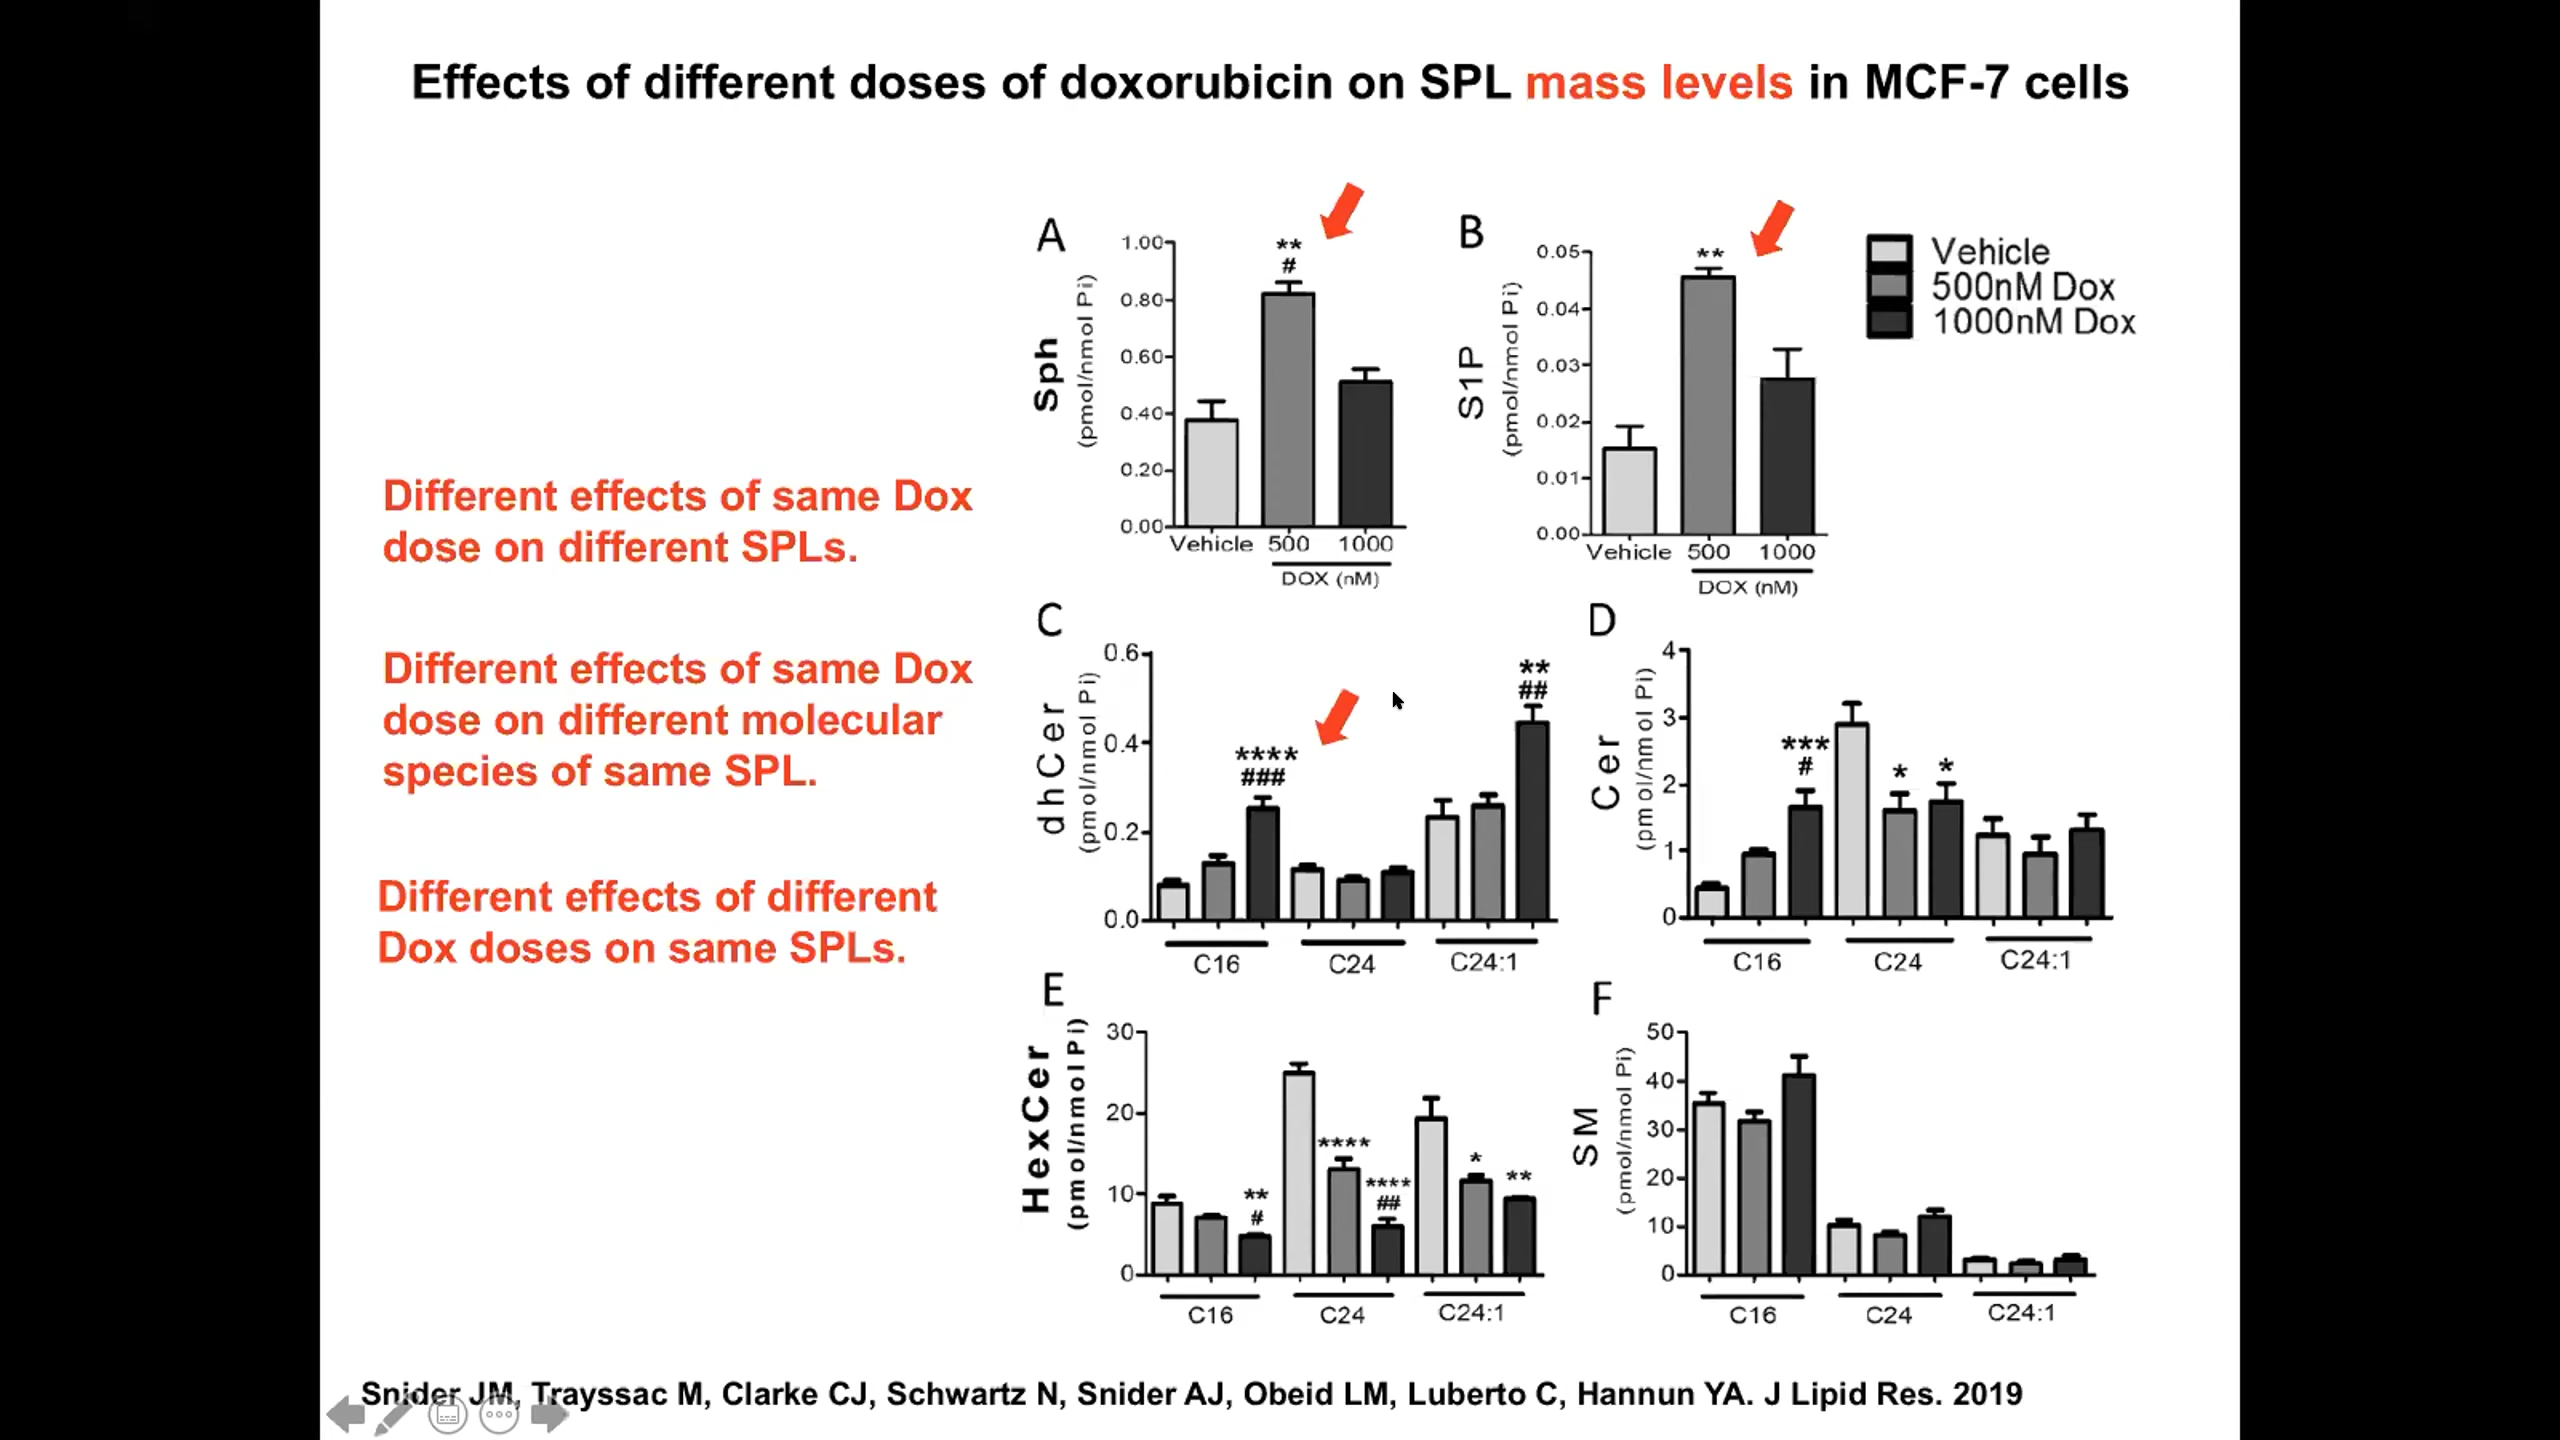 Effects of different doses of doxorubicin on SPL mass levels in MCF-7 cells
Different effects of same Dox
dose on different SPLs.
Different effects of same Dox
dose on different molecular
species of same SPL.
Different effects of different
Dox doses on same SPLs.
A
Sph
(pmol/nmol Pi)
1.00
0.80
0.60
0.40
0.20
0.00
**
#
Vehicle 500 1000
DOX (nM)
B
S1P
(pmol/nmol Pi)
0.05
0.04
0.03
0.02
0.01
0.00
**
Vehicle 500 1000
DOX (nM)
Vehicle
500nM Dox
1000nM Dox
C
dhCer
(pmol/nmol Pi)
0.6
0.4
0.2
0.0
****
###
**
##
C16 C24 C24:1
D
Cer
(pmol/nmol Pi)
4
3
2
1
0
***
#
* *
C16 C24 C24:1
E
HexCer
(pmol/nmol Pi)
30
20
10
0
**
#
****
****
##
*
**
C16 C24 C24:1
F
SM
(pmol/nmol Pi)
50
40
30
20
10
0
C16 C24 C24:1
Snider JM, Trayssac M, Clarke CJ, Schwartz N, Snider AJ, Obeid LM, Luberto C, Hannun YA. J Lipid Res. 2019